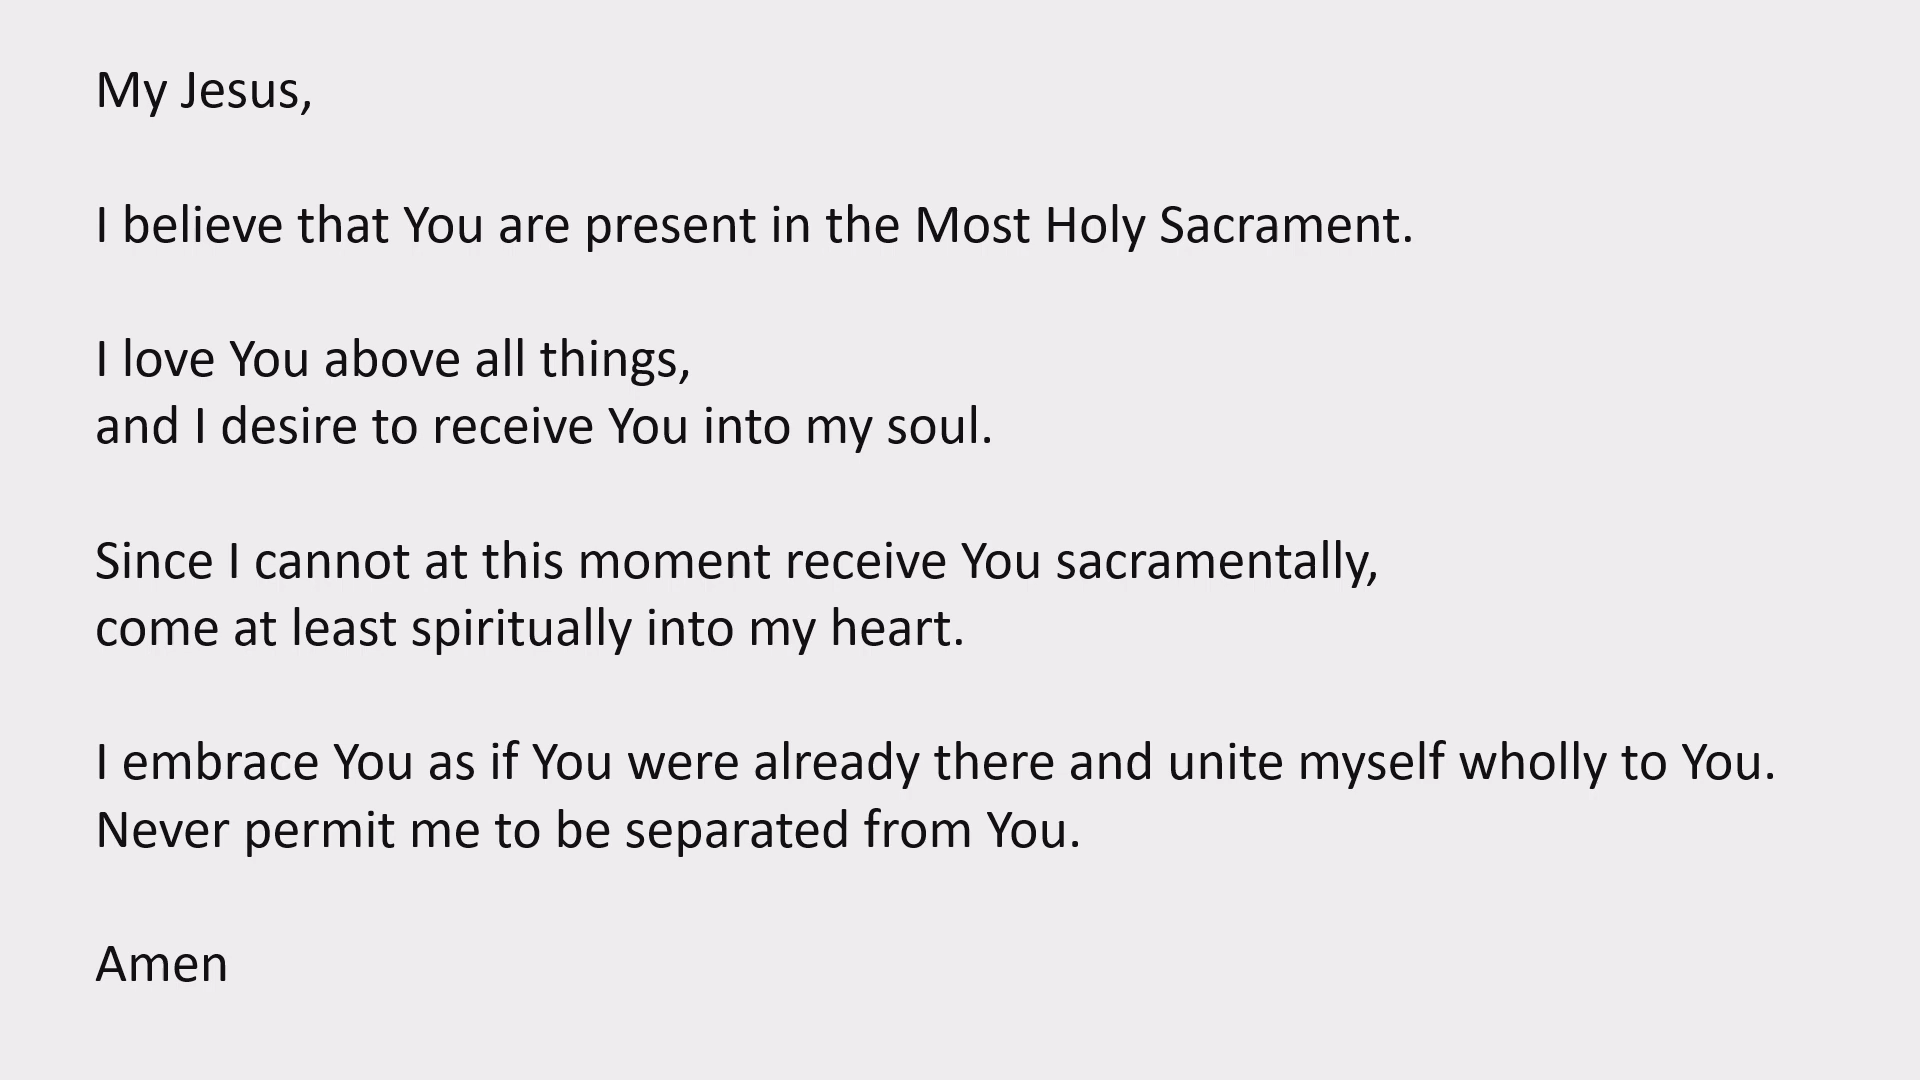 My Jesus,
I believe that You are present in the Most Holy Sacrament.
I love You above all things,
and I desire to receive You into my soul.
Since I cannot at this moment receive You sacramentally,
come at least spiritually into my heart.
I embrace You as if You were already there and unite myself wholly to You.
Never permit me to be separated from You.
Amen